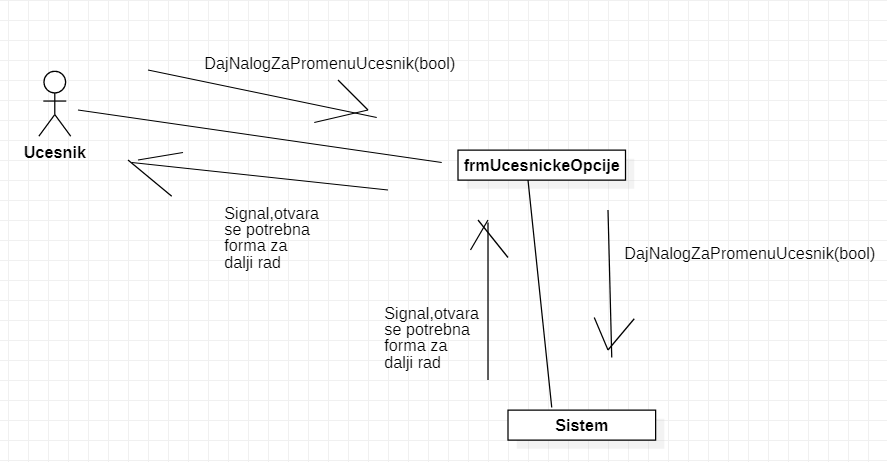 DajNalogZaPromenuUcesnik(bool)
Ucesnik
frmUcesnickeOpcije
Signal,otvara
se potrebna
forma za
dalji rad
DajNalogZaPromenuUcesnik(bool)
Signal,otvara
se potrebna
forma za
dalji rad
Sistem